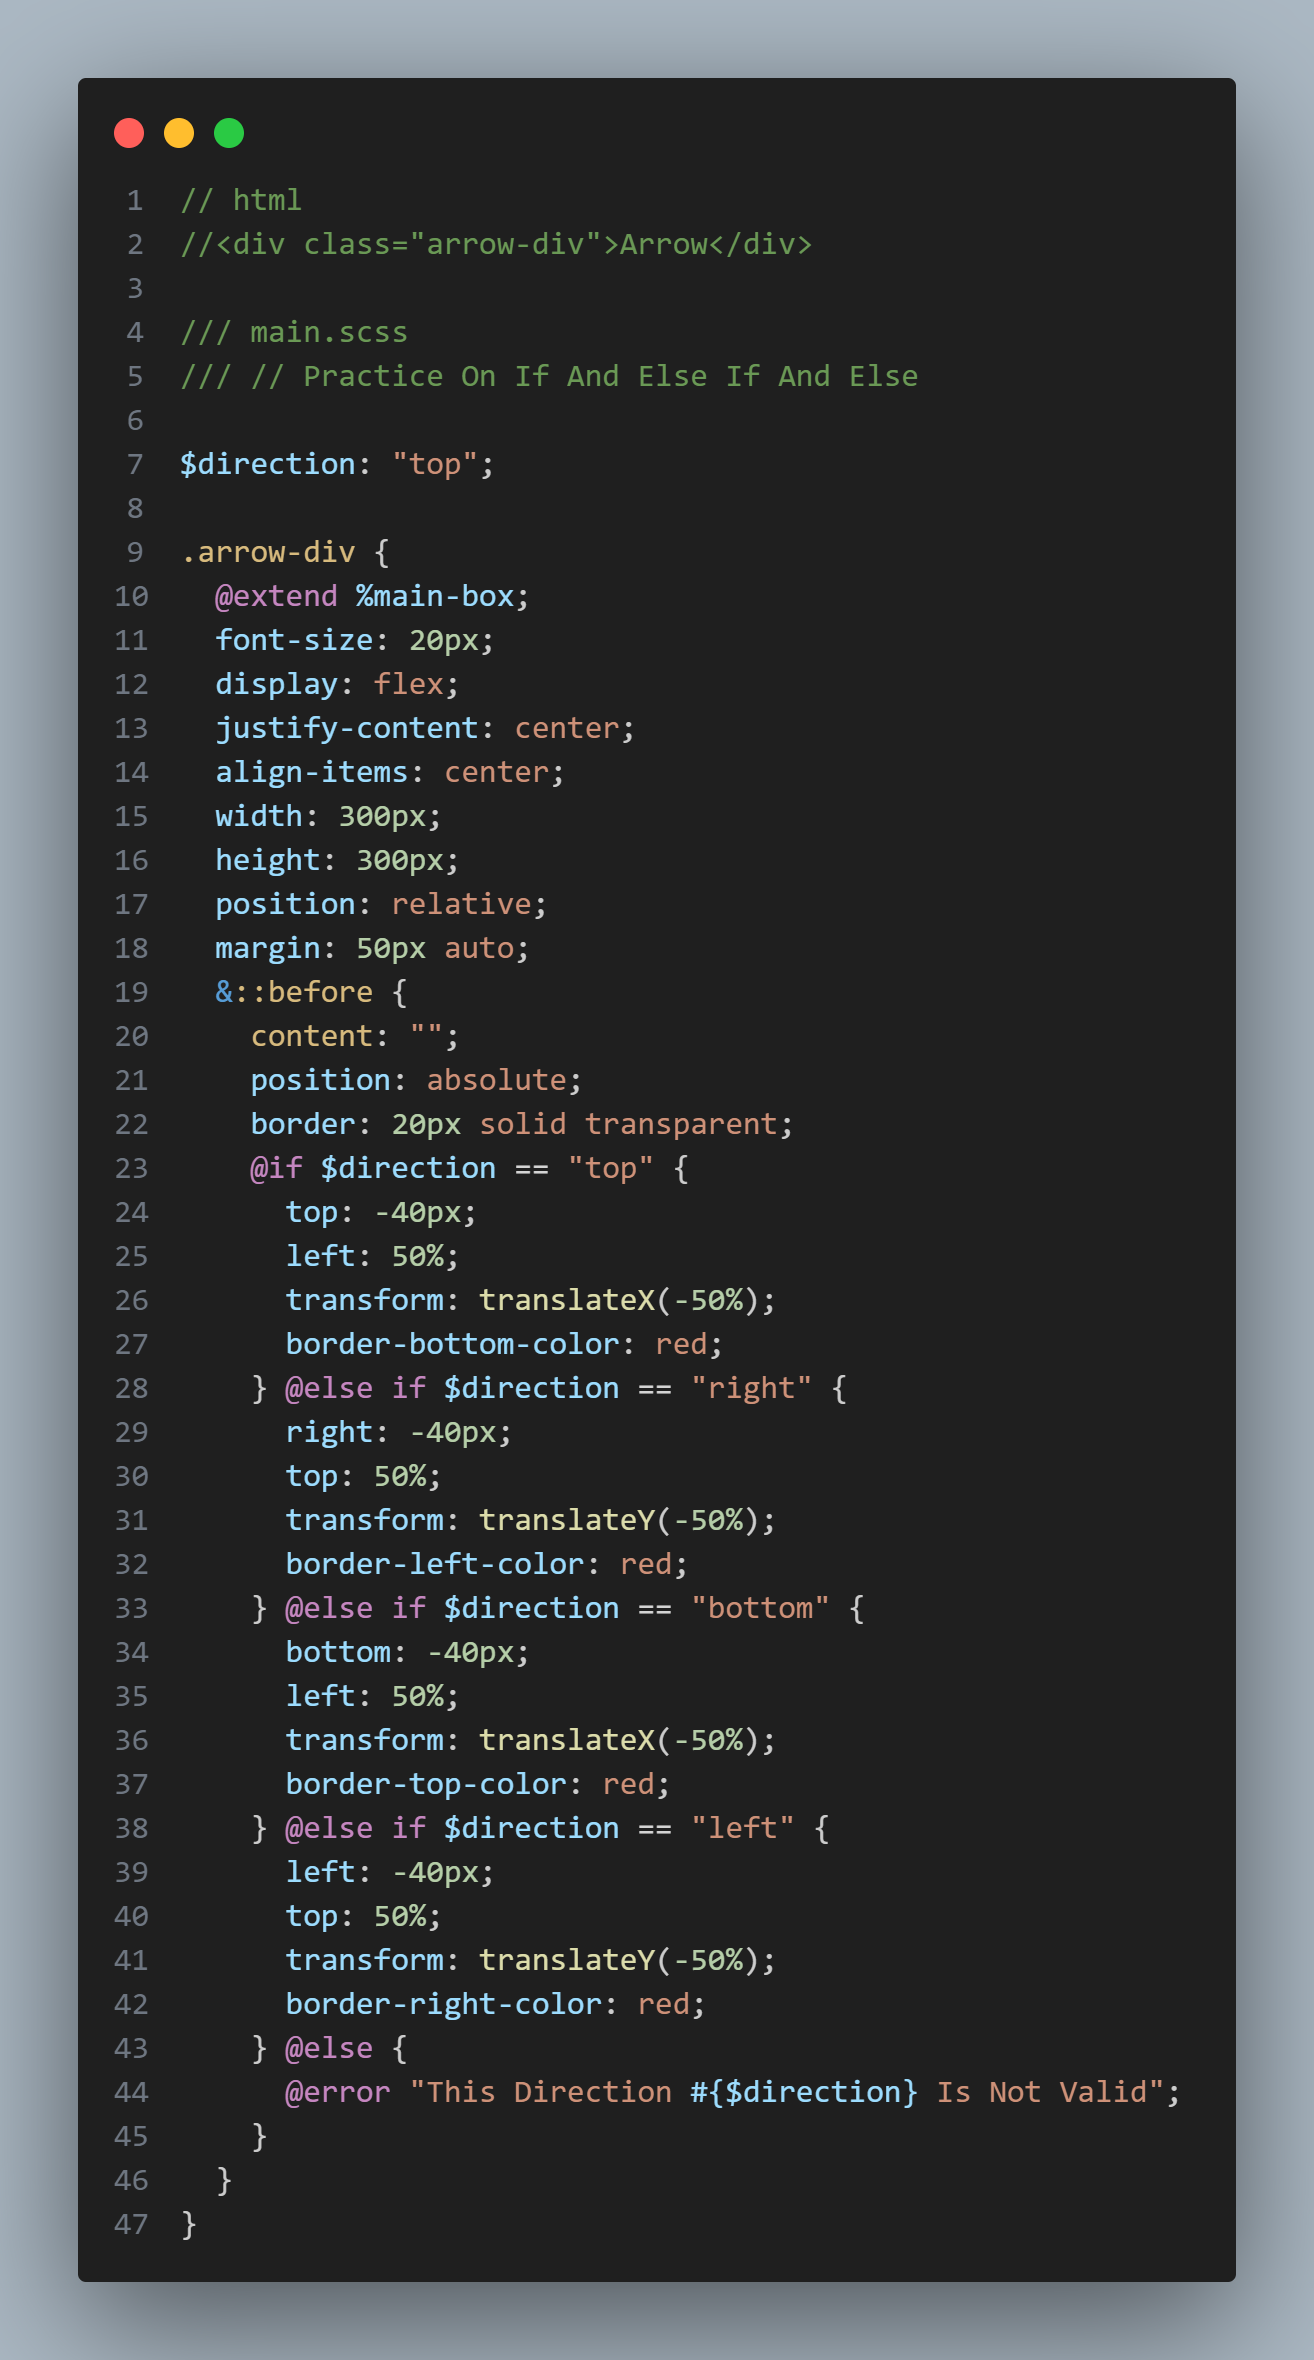 1 // html
2 //<div class="arrow-div">Arrow</div>
3
4 /// main.scss
5 /// // Practice On If And Else If And Else
6
7 $direction: "top";
8
9 .arrow-div {
10   @extend %main-box;
11   font-size: 20px;
12   display: flex;
13   justify-content: center;
14   align-items: center;
15   width: 300px;
16   height: 300px;
17   position: relative;
18   margin: 50px auto;
19   &::before {
20     content: "";
21     position: absolute;
22     border: 20px solid transparent;
23     @if $direction == "top" {
24       top: -40px;
25       left: 50%;
26       transform: translateX(-50%);
27       border-bottom-color: red;
28     } @else if $direction == "right" {
29       right: -40px;
30       top: 50%;
31       transform: translateY(-50%);
32       border-left-color: red;
33     } @else if $direction == "bottom" {
34       bottom: -40px;
35       left: 50%;
36       transform: translateX(-50%);
37       border-top-color: red;
38     } @else if $direction == "left" {
39       left: -40px;
40       top: 50%;
41       transform: translateY(-50%);
42       border-right-color: red;
43     } @else {
44       @error "This Direction #{$direction} Is Not Valid";
45     }
46   }
47 }